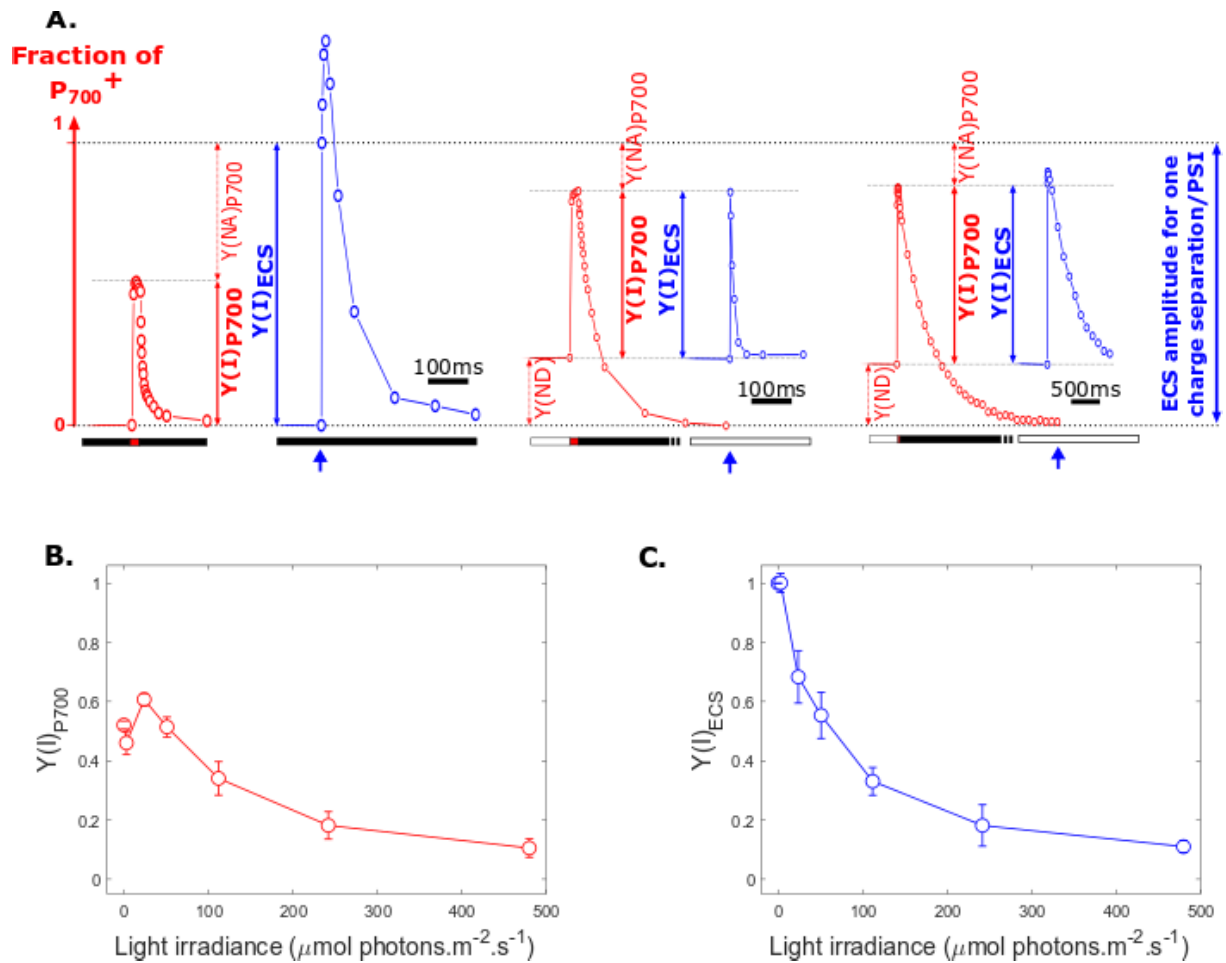 A.
Fraction of
P700+
1
0
Y(NA)P700
Y(I)P700
Y(I)ECS
100ms
Y(ND)
Y(NA)P700
Y(I)P700
Y(I)ECS
100ms
Y(ND)
Y(NA)P700
Y(I)P700
Y(I)ECS
500ms
ECS amplitude for one
charge separation/PSI
B.
Y(I)P700
1
0.8
0.6
0.4
0.2
0
0 100 200 300 400 500
Light irradiance (μmol photons.m-2.s-1)
C.
Y(I)ECS
1
0.8
0.6
0.4
0.2
0
0 100 200 300 400 500
Light irradiance (μmol photons.m-2.s-1)